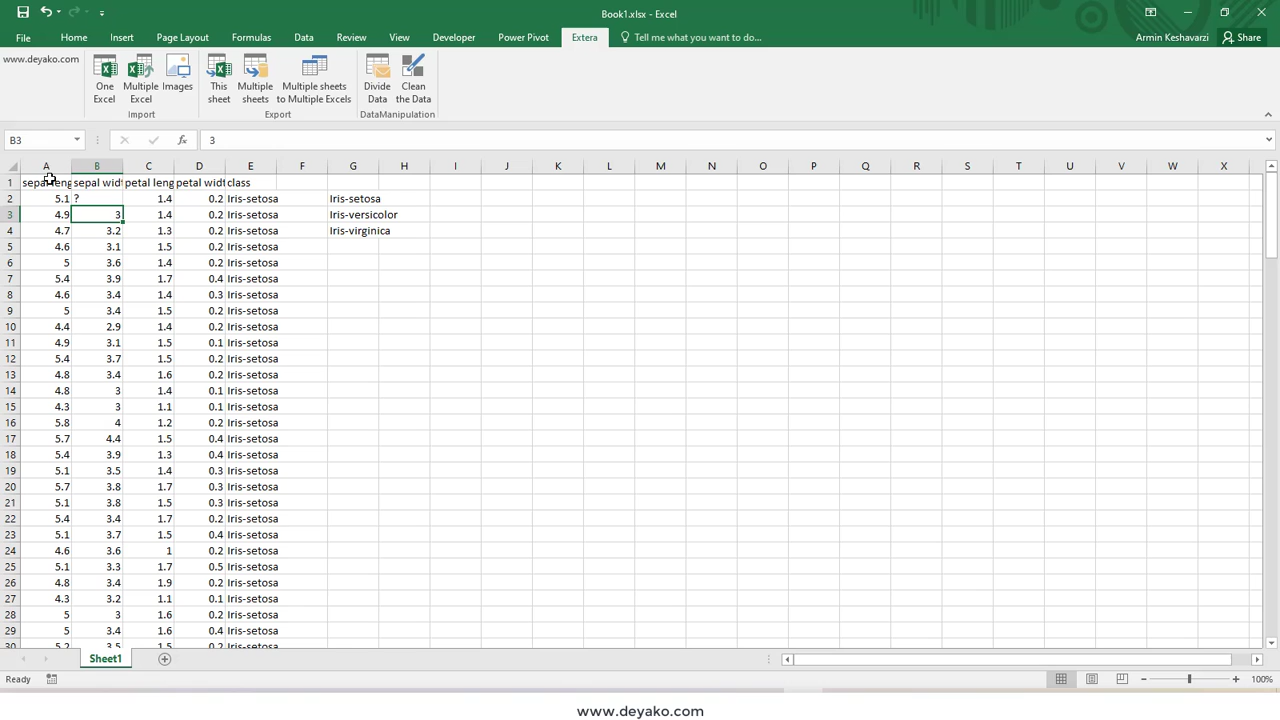 Book1.xlsx - Excel
File Home Insert Page Layout Formulas Data Review View Developer Power Pivot Extera Tell me what you want to do... Armin Keshavarzi Share
www.deyako.com
One Excel Multiple Excel Images This sheet Multiple sheets Multiple sheets to Multiple Excels Divide Data Clean the Data
Import Export DataManipulation
B3 fx 3
A B C D E F G H I J K L M N O P Q R S T U V W X
1 sepal leng sepal widt petal leng petal widt class
2 5.1 ? 1.4 0.2 Iris-setosa Iris-setosa
3 4.9 3 1.4 0.2 Iris-setosa Iris-versicolor
4 4.7 3.2 1.3 0.2 Iris-setosa Iris-virginica
5 4.6 3.1 1.5 0.2 Iris-setosa
6 5 3.6 1.4 0.2 Iris-setosa
7 5.4 3.9 1.7 0.4 Iris-setosa
8 4.6 3.4 1.4 0.3 Iris-setosa
9 5 3.4 1.5 0.2 Iris-setosa
10 4.4 2.9 1.4 0.2 Iris-setosa
11 4.9 3.1 1.5 0.1 Iris-setosa
12 5.4 3.7 1.5 0.2 Iris-setosa
13 4.8 3.4 1.6 0.2 Iris-setosa
14 4.8 3 1.4 0.1 Iris-setosa
15 4.3 3 1.1 0.1 Iris-setosa
16 5.8 4 1.2 0.2 Iris-setosa
17 5.7 4.4 1.5 0.4 Iris-setosa
18 5.4 3.9 1.3 0.4 Iris-setosa
19 5.1 3.5 1.4 0.3 Iris-setosa
20 5.7 3.8 1.7 0.3 Iris-setosa
21 5.1 3.8 1.5 0.3 Iris-setosa
22 5.4 3.4 1.7 0.2 Iris-setosa
23 5.1 3.7 1.5 0.4 Iris-setosa
24 4.6 3.6 1 0.2 Iris-setosa
25 5.1 3.3 1.7 0.5 Iris-setosa
26 4.8 3.4 1.9 0.2 Iris-setosa
27 4.3 3.2 1.1 0.1 Iris-setosa
28 5 3 1.6 0.2 Iris-setosa
29 5 3.4 1.6 0.4 Iris-setosa
30 5.2 3.5 1.5 0.2 Iris-setosa
Sheet1
Ready 100%
www.deyako.com